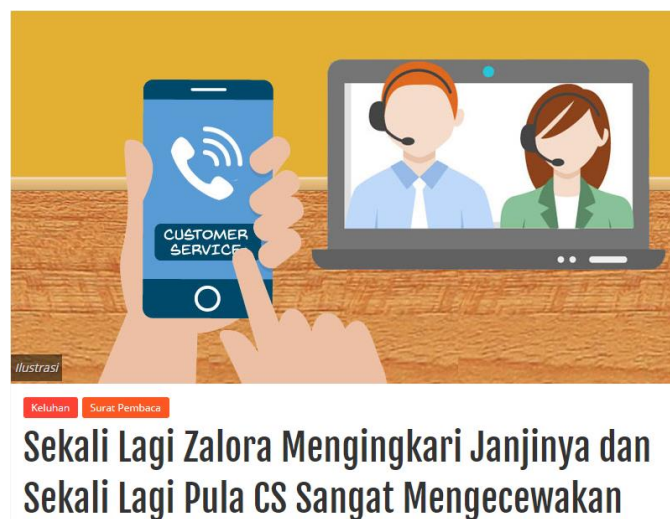 CUSTOMER
SERVICE
Ilustrasi
Keluhan Surat Pembaca
Sekali Lagi Zalora Mengingkari Janjinya dan
Sekali Lagi Pula CS Sangat Mengecewakan